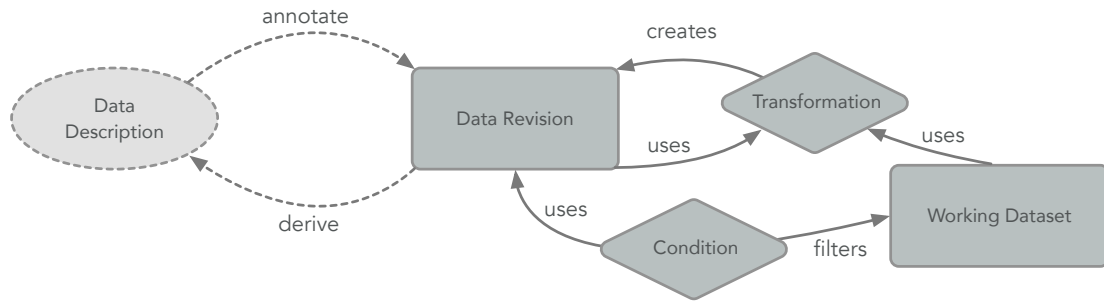 annotate
creates
Data
Description
Data Revision
Transformation
uses
uses
derive
uses
Condition
filters
Working Dataset